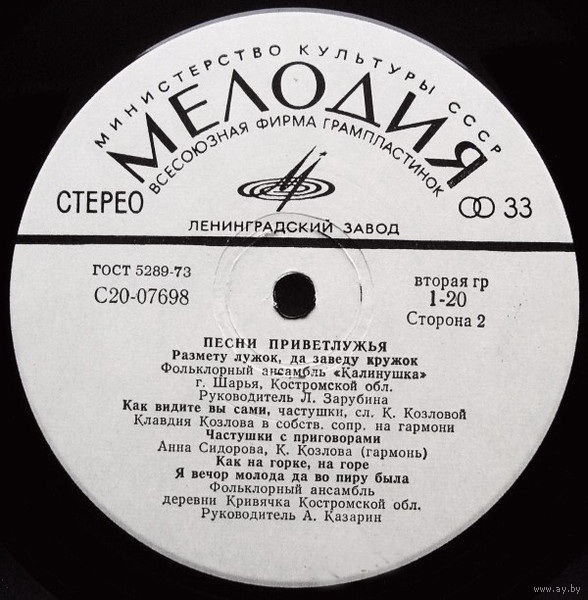 МИНИСТЕРСТВО КУЛЬТУРЫ СССР
МЕЛОДИЯ
ВСЕСОЮЗНАЯ ФИРМА ГРАМПЛАСТИНОК
СТЕРЕО
33
ЛЕНИНГРАДСКИЙ ЗАВОД
ГОСТ 5289-73
С20-07698
вторая гр
1-20
Сторона 2
ПЕСНИ ПРИВЕТЛУЖЬЯ
Размету лужок, да заведу кружок
Фольклорный ансамбль «Калинушка»
г. Шарья, Костромской обл.
Руководитель Л. Зарубина
Как видите вы сами, частушки, сл. К. Козловой
Клавдия Козлова в собств. сопр. на гармони
Частушки с приговорами
Анна Сидорова, К. Козлова (гармонь)
Как на горке, на горе
Я вечор молода да во пиру была
Фольклорный ансамбль
деревни Кривячка Костромской обл.
Руководитель А. Казарин
www.ay.by